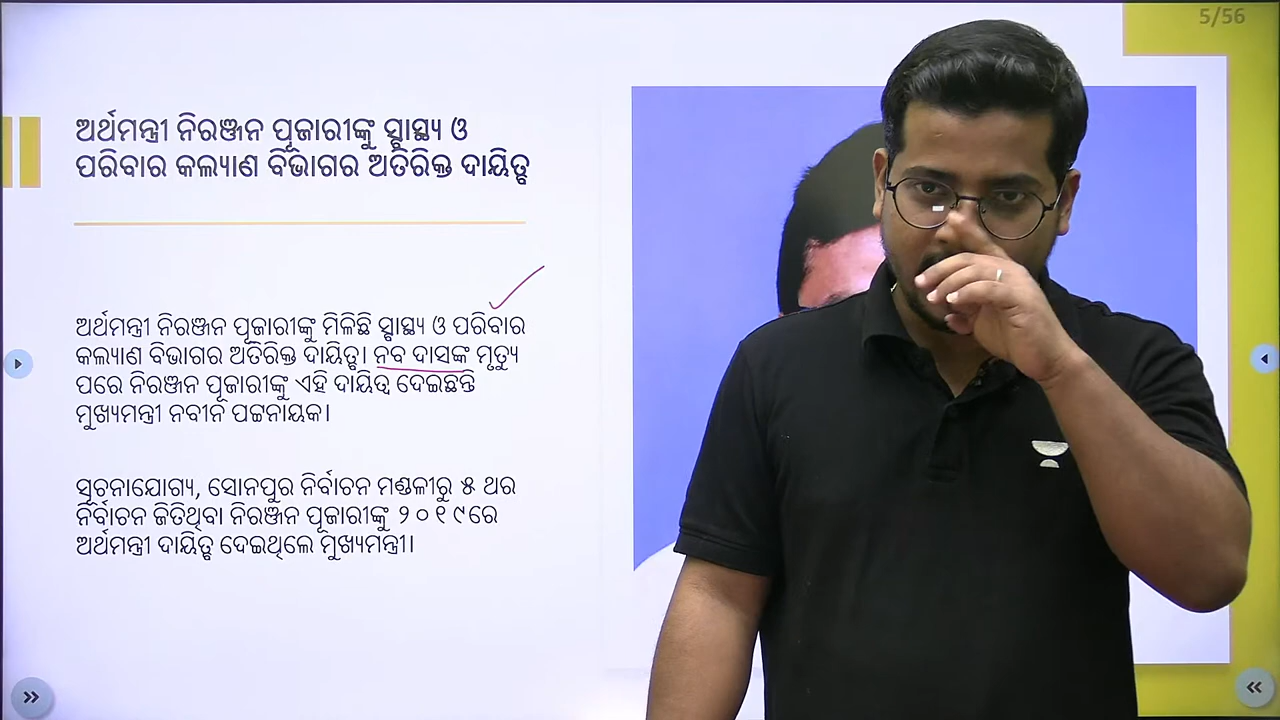 5/56
ଅର୍ଥମନ୍ତ୍ରୀ ନିରଞ୍ଜନ ପୂଜାରୀଙ୍କୁ ସ୍ବାସ୍ଥ୍ୟ ଓ
ପରିବାର କଲ୍ୟାଣ ବିଭାଗର ଅତିରିକ୍ତ ଦାୟିତ୍ବ
ଅର୍ଥମନ୍ତ୍ରୀ ନିରଞ୍ଜନ ପୂଜାରୀଙ୍କୁ ମିଳିଛି ସ୍ବାସ୍ଥ୍ୟ ଓ ପରିବାର
କଲ୍ୟାଣ ବିଭାଗର ଅତିରିକ୍ତ ଦାୟିତ୍ବ। ନବ ଦାସଙ୍କ ମୃତ୍ୟୁ
ପରେ ନିରଞ୍ଜନ ପୂଜାରୀଙ୍କୁ ଏହି ଦାୟିତ୍ବ ଦେଇଛନ୍ତି
ମୁଖ୍ୟମନ୍ତ୍ରୀ ନବୀନ ପଟ୍ଟନାୟକ।
ସୂଚନାଯୋଗ୍ୟ, ସୋନପୁର ନିର୍ବାଚନ ମଣ୍ଡଳୀରୁ ୫ ଥର
ନିର୍ବାଚନ ଜିତିଥିବା ନିରଞ୍ଜନ ପୂଜାରୀଙ୍କୁ ୨୦୧୯ରେ
ଅର୍ଥମନ୍ତ୍ରୀ ଦାୟିତ୍ବ ଦେଇଥିଲେ ମୁଖ୍ୟମନ୍ତ୍ରୀ।